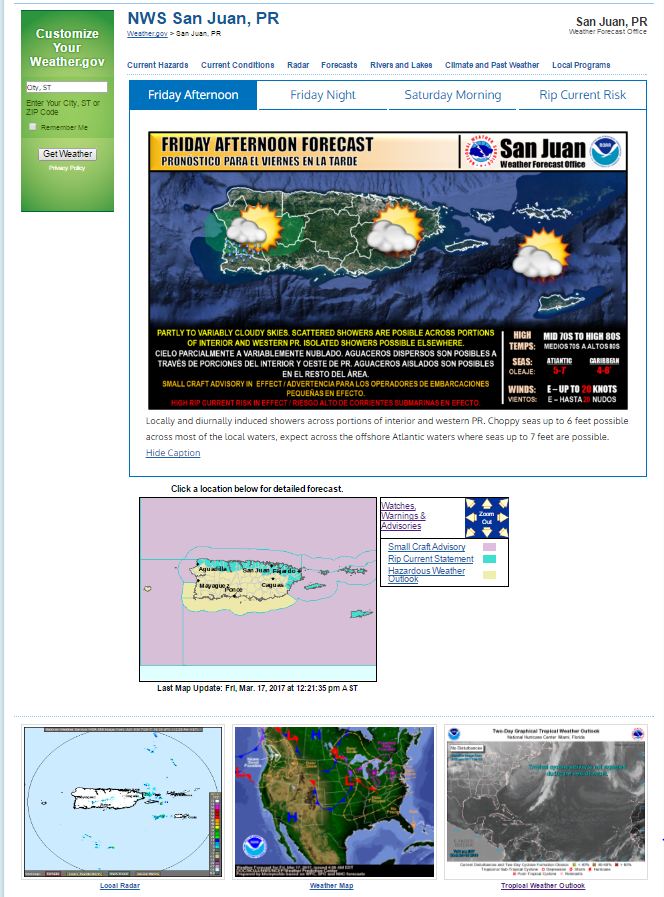 Customize
Your
Weather.gov
City, ST
Enter Your City, ST or
ZIP Code
Remember Me
Get Weather
Privacy Policy
NWS San Juan, PR
Weather.gov > San Juan, PR
San Juan, PR
Weather Forecast Office
Current Hazards Current Conditions Radar Forecasts Rivers and Lakes Climate and Past Weather Local Programs
Friday Afternoon Friday Night Saturday Morning Rip Current Risk
FRIDAY AFTERNOON FORECAST
PRONÓSTICO PARA EL VIERNES EN LA TARDE
San Juan
Weather Forecast Office
NOAA
PARTLY TO VARIABLY CLOUDY SKIES. SCATTERED SHOWERS ARE POSIBLE ACROSS PORTIONS
OF INTERIOR AND WESTERN PR. ISOLATED SHOWERS POSSIBLE ELSEWHERE.
CIELO PARCIALMENTE A VARIABLEMENTE NUBLADO. AGUACEROS DISPERSOS SON POSIBLES A
TRAVÉS DE PORCIONES DEL INTERIOR Y OESTE DE PR. AGUACEROS AISLADOS SON POSIBLES
EN EL RESTO DEL ÁREA.
SMALL CRAFT ADVISORY IN EFFECT / ADVERTENCIA PARA LOS OPERADORES DE EMBARCACIONES
PEQUEÑAS EN EFECTO.
HIGH RIP CURRENT RISK IN EFFECT / RIESGO ALTO DE CORRIENTES SUBMARINAS EN EFECTO.
HIGH TEMPS: MID 70S TO HIGH 80S
MEDIOS 70S A ALTOS 80S
SEAS: ATLANTIC CARIBBEAN
OLEAJE: 5-7' 4-6'
WINDS: E – UP TO 20 KNOTS
VIENTOS: E – HASTA 20 NUDOS
Locally and diurnally induced showers across portions of interior and western PR. Choppy seas up to 6 feet possible
across most of the local waters, expect across the offshore Atlantic waters where seas up to 7 feet are possible.
Hide Caption
Click a location below for detailed forecast.
Aguadilla San Juan Fajardo
Mayaguez Caguas
Ponce
Watches,
Warnings &
Advisories
Zoom
Out
Small Craft Advisory
Rip Current Statement
Hazardous Weather
Outlook
Last Map Update: Fri, Mar. 17, 2017 at 12:21:35 pm AST
Two-Day Graphical Tropical Weather Outlook
National Hurricane Center Miami, Florida
No Disturbances
Local Radar
Weather Map
Tropical Weather Outlook